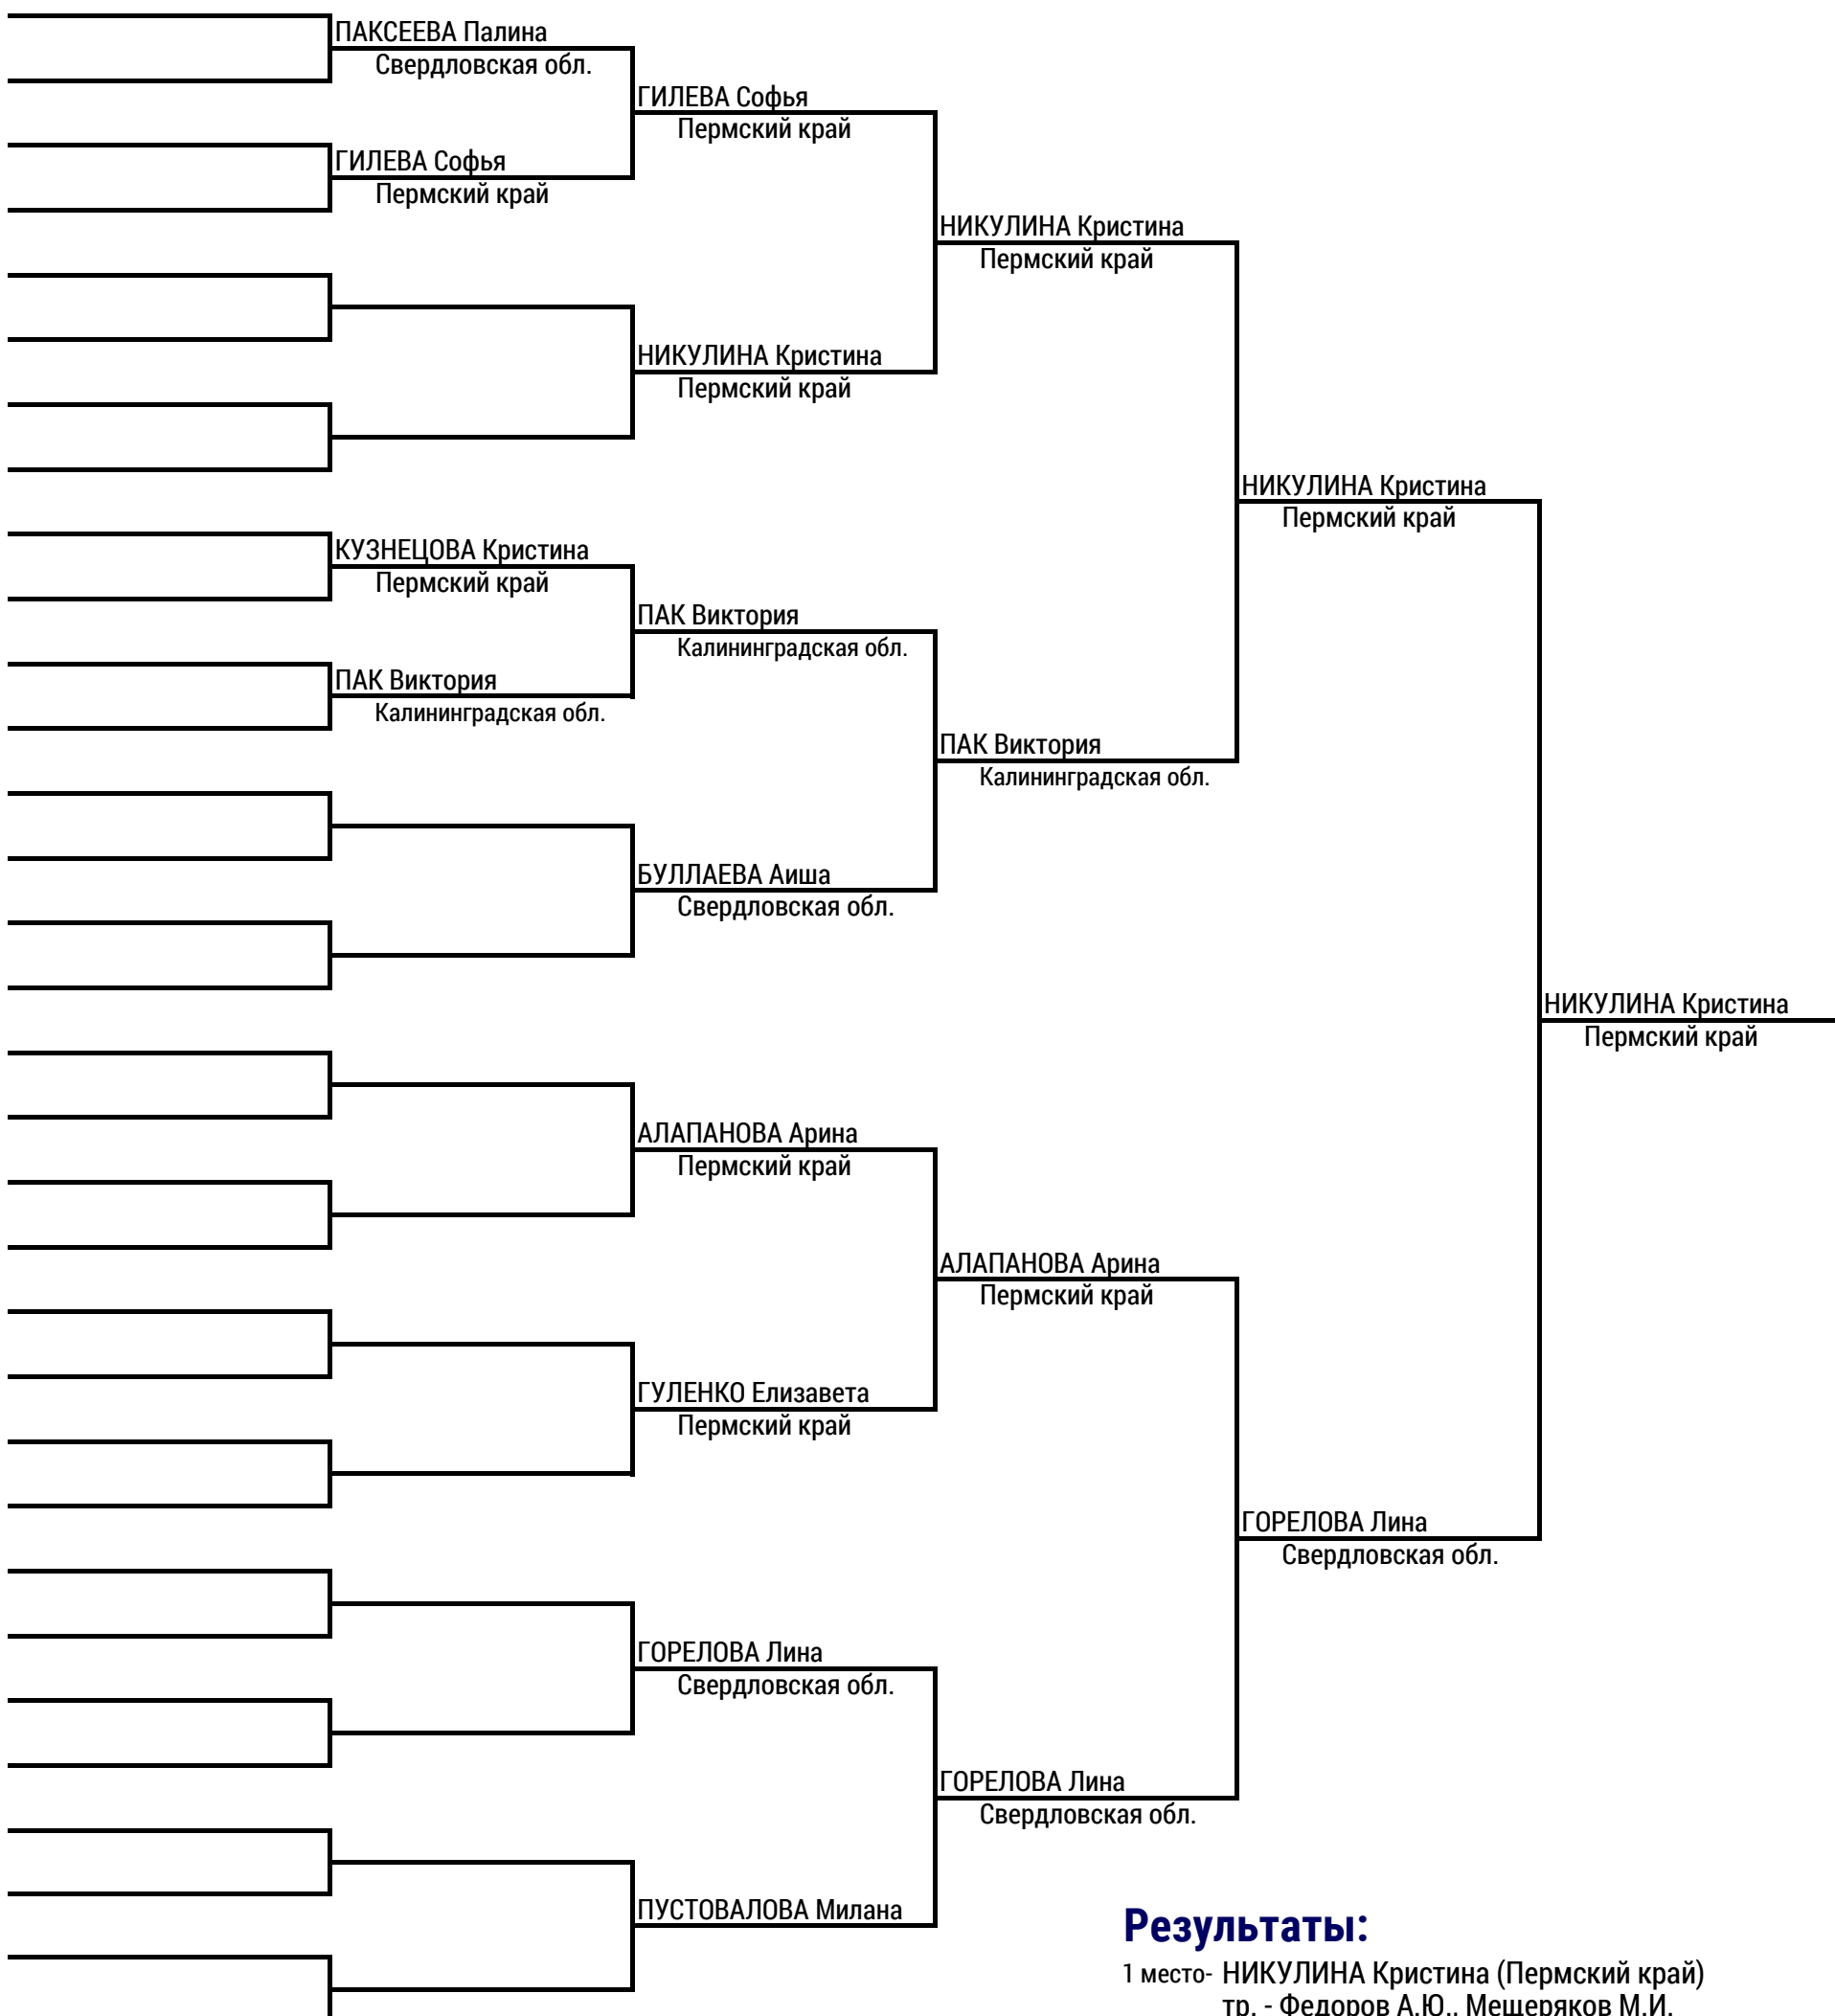 ПАКСЕЕВА Палина
Свердловская обл.
ГИЛЕВА Софья
Пермский край
ГИЛЕВА Софья
Пермский край
НИКУЛИНА Кристина
Пермский край
НИКУЛИНА Кристина
Пермский край
НИКУЛИНА Кристина
Пермский край
КУЗНЕЦОВА Кристина
Пермский край
ПАК Виктория
Калининградская обл.
ПАК Виктория
Калининградская обл.
ПАК Виктория
Калининградская обл.
БУЛЛАЕВА Аиша
Свердловская обл.
НИКУЛИНА Кристина
Пермский край
АЛАПАНОВА Арина
Пермский край
АЛАПАНОВА Арина
Пермский край
ГУЛЕНКО Елизавета
Пермский край
ГОРЕЛОВА Лина
Свердловская обл.
ГОРЕЛОВА Лина
Свердловская обл.
ГОРЕЛОВА Лина
Свердловская обл.
ПУСТОВАЛОВА Милана
Результаты:
1 место- НИКУЛИНА Кристина (Пермский край)
тр. - Федоров А.Ю., Мещеряков М.И.